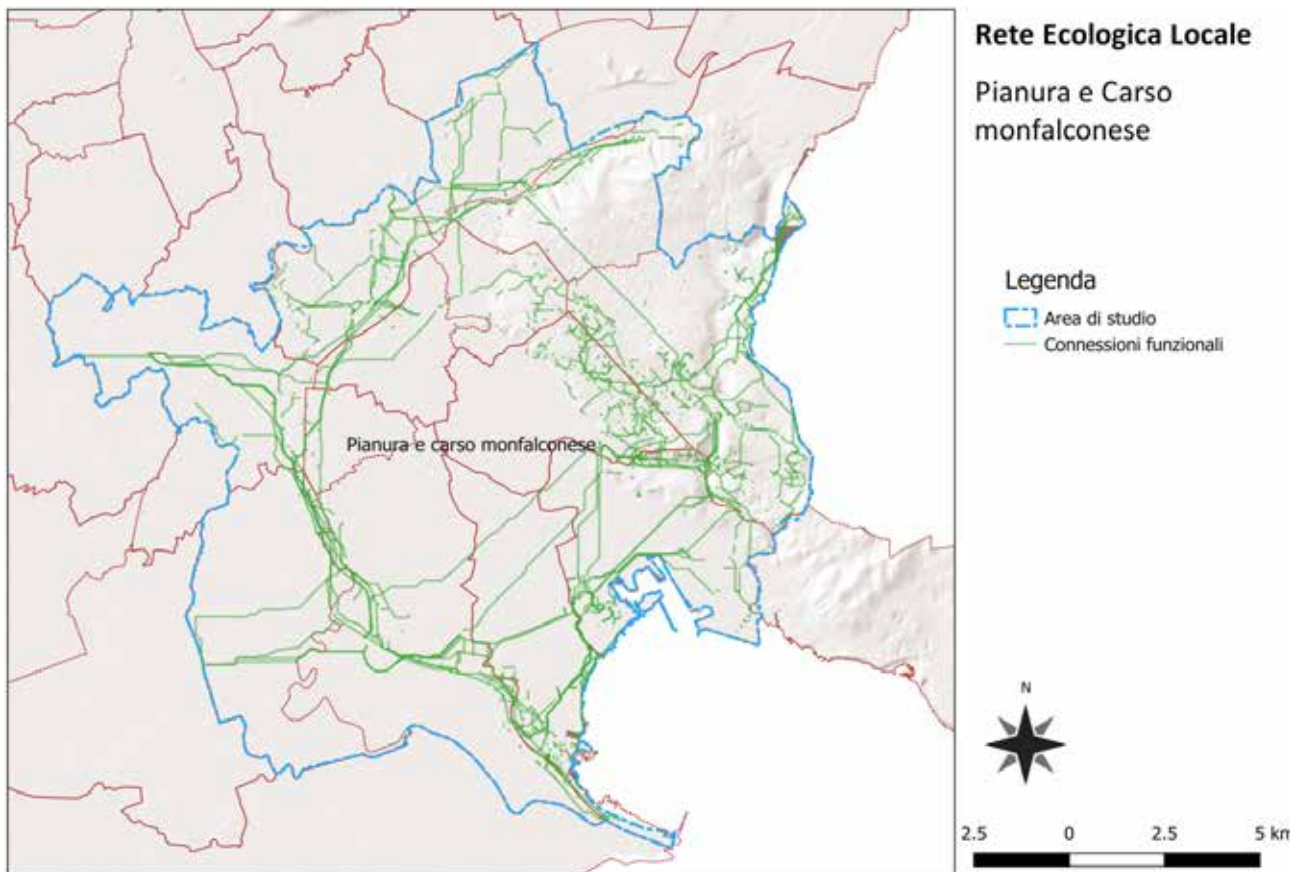 Rete Ecologica Locale
Pianura e Carso
monfalconese
Legenda
Area di studio
Connessioni funzionali
Pianura e carso monfalconese
N
2.5 0 2.5 5 km